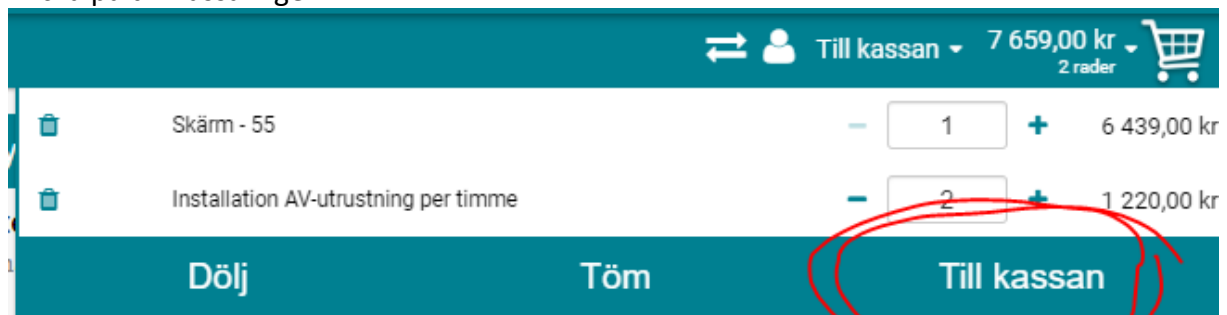 Till kassan 7 659,00 kr
2 rader
Skärm - 55 1 6 439,00 kr
Installation AV-utrustning per timme 2 1 220,00 kr
Dölj Töm Till kassan